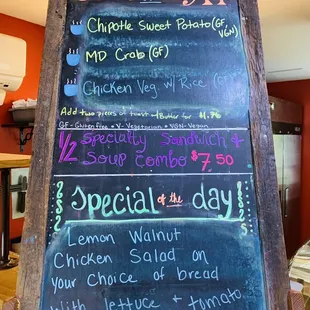 Chipotle Sweet Potato (GF, VGN)
MD Crab (GF)
Chicken Veg w/ Rice (GF)
Add two pieces of toast + butter for $1.76
GF - Gluten free • V - Vegetarian • VGN - Vegan
1/2 Specialty Sandwich +
Soup Combo $7.50
Special of the day
Lemon Walnut
Chicken Salad on
your choice of bread
with lettuce + tomato